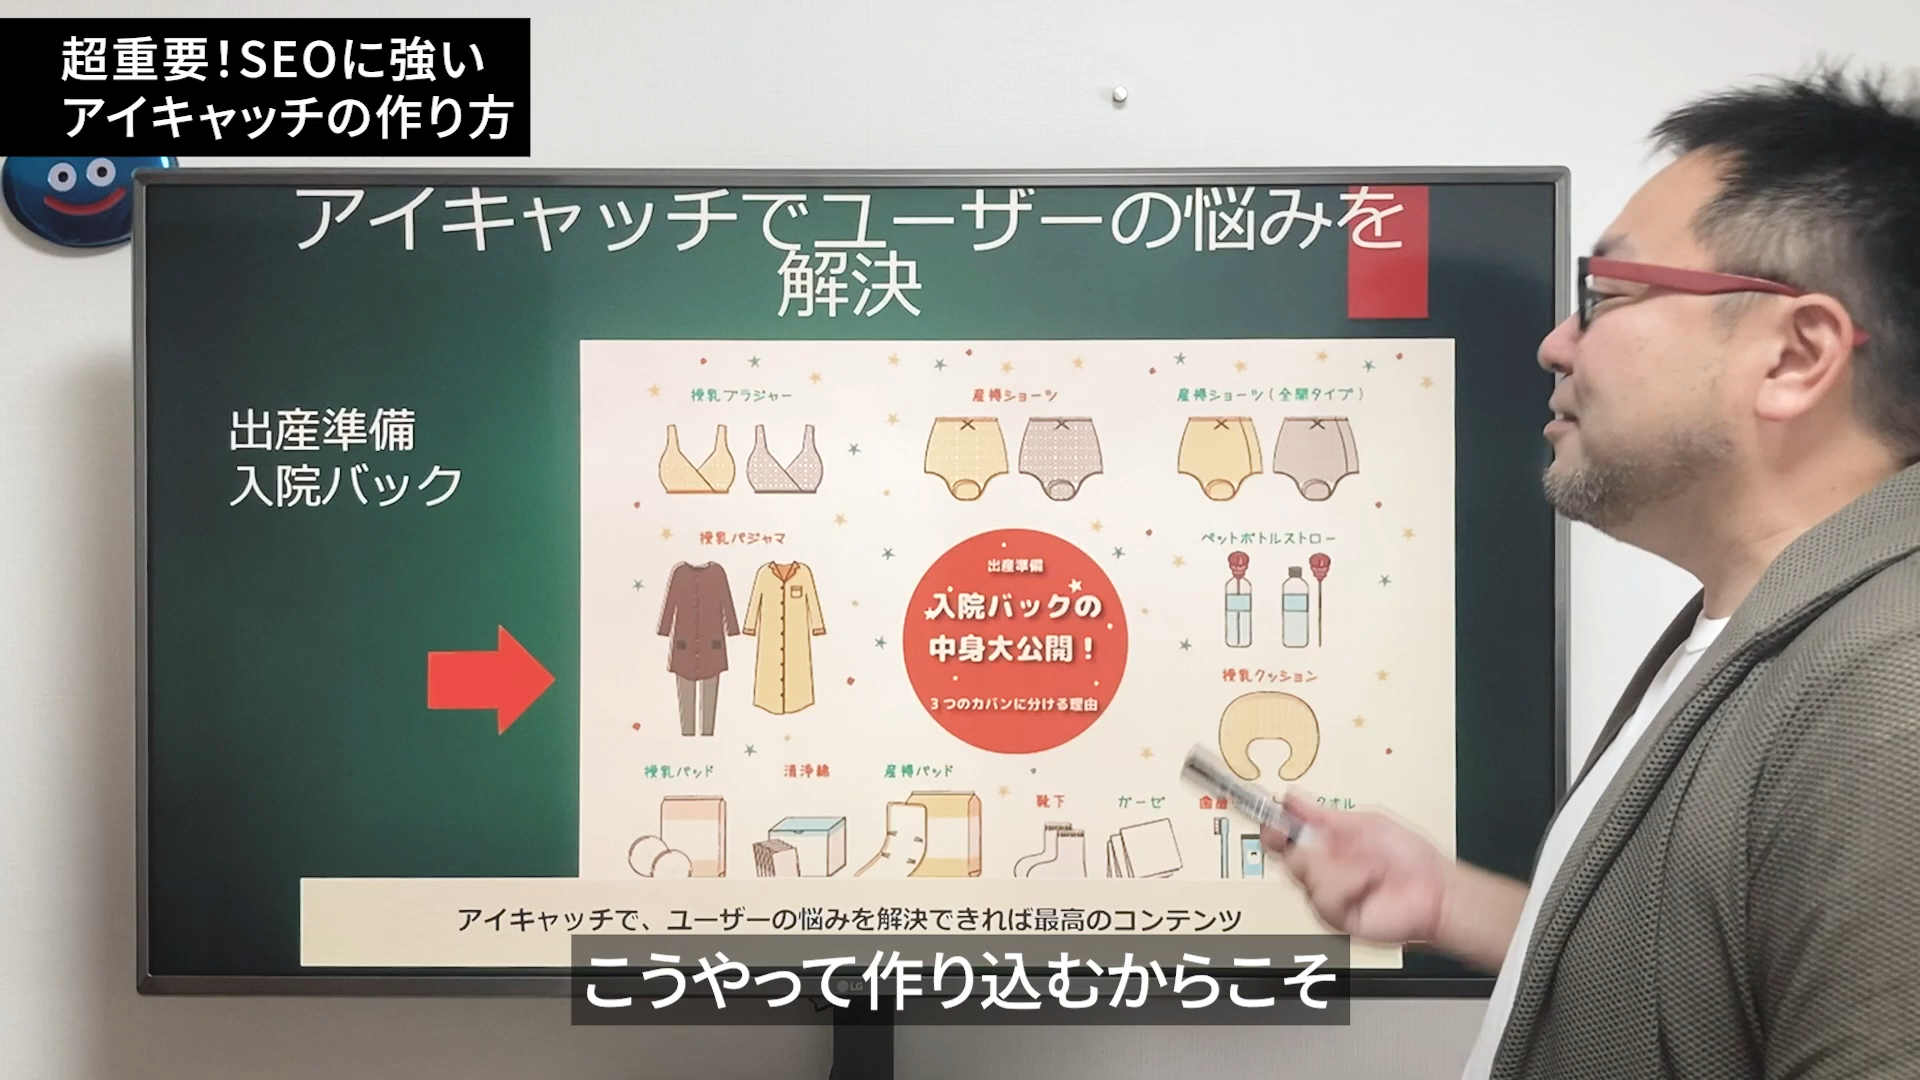 超重要！SEOに強い
アイキャッチの作り方
アイキャッチでユーザーの悩みを
解決
出産準備
入院バック
授乳ブラジャー
産褥ショーツ
産褥ショーツ(全開タイプ)
授乳パジャマ
ペットボトルストロー
出産準備
入院バックの
中身大公開！
3つのカバンに分ける理由
授乳クッション
授乳パッド
清浄綿
産褥パッド
靴下
ガーゼ
アイキャッチで、ユーザーの悩みを解決できれば最高のコンテンツ
こうやって作り込むからこそ
LG